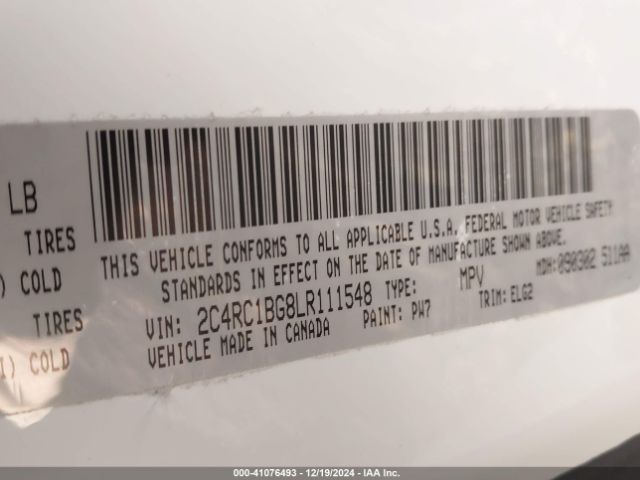 LB
TIRES
) COLD
TIRES
I) COLD
THIS VEHICLE CONFORMS TO ALL APPLICABLE U.S.A. FEDERAL MOTOR VEHICLE SAFETY
STANDARDS IN EFFECT ON THE DATE OF MANUFACTURE SHOWN ABOVE.
VIN: 2C4RC1BG8LR111548 TYPE: MPV MDH:090302 511AA
VEHICLE MADE IN CANADA PAINT: PW7 TRIM: ELG2
000-41076493 - 12/19/2024 - IAA Inc.